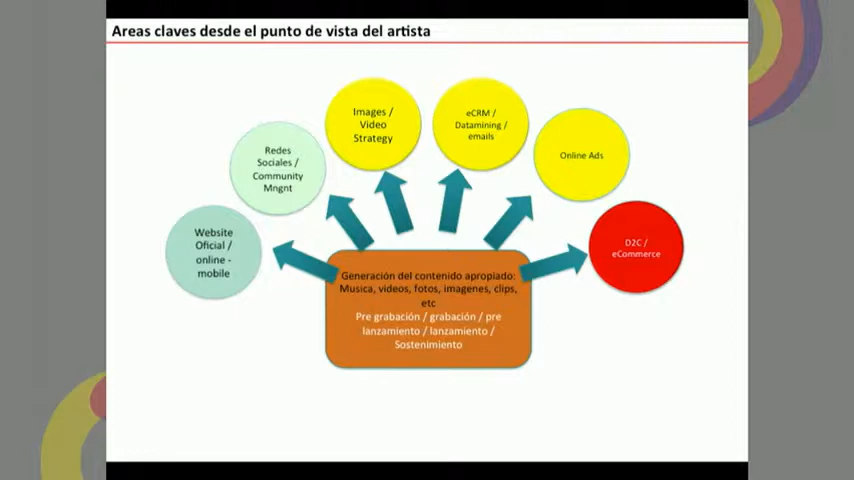 Areas claves desde el punto de vista del artista
Website
Oficial /
online -
mobile
Redes
Sociales /
Community
Mngnt
Images /
Video
Strategy
eCRM /
Datamining /
emails
Online Ads
D2C /
eCommerce
Generación del contenido apropiado:
Musica, videos, fotos, imagenes, clips,
etc
Pre grabación / grabación / pre
lanzamiento / lanzamiento /
Sostenimiento